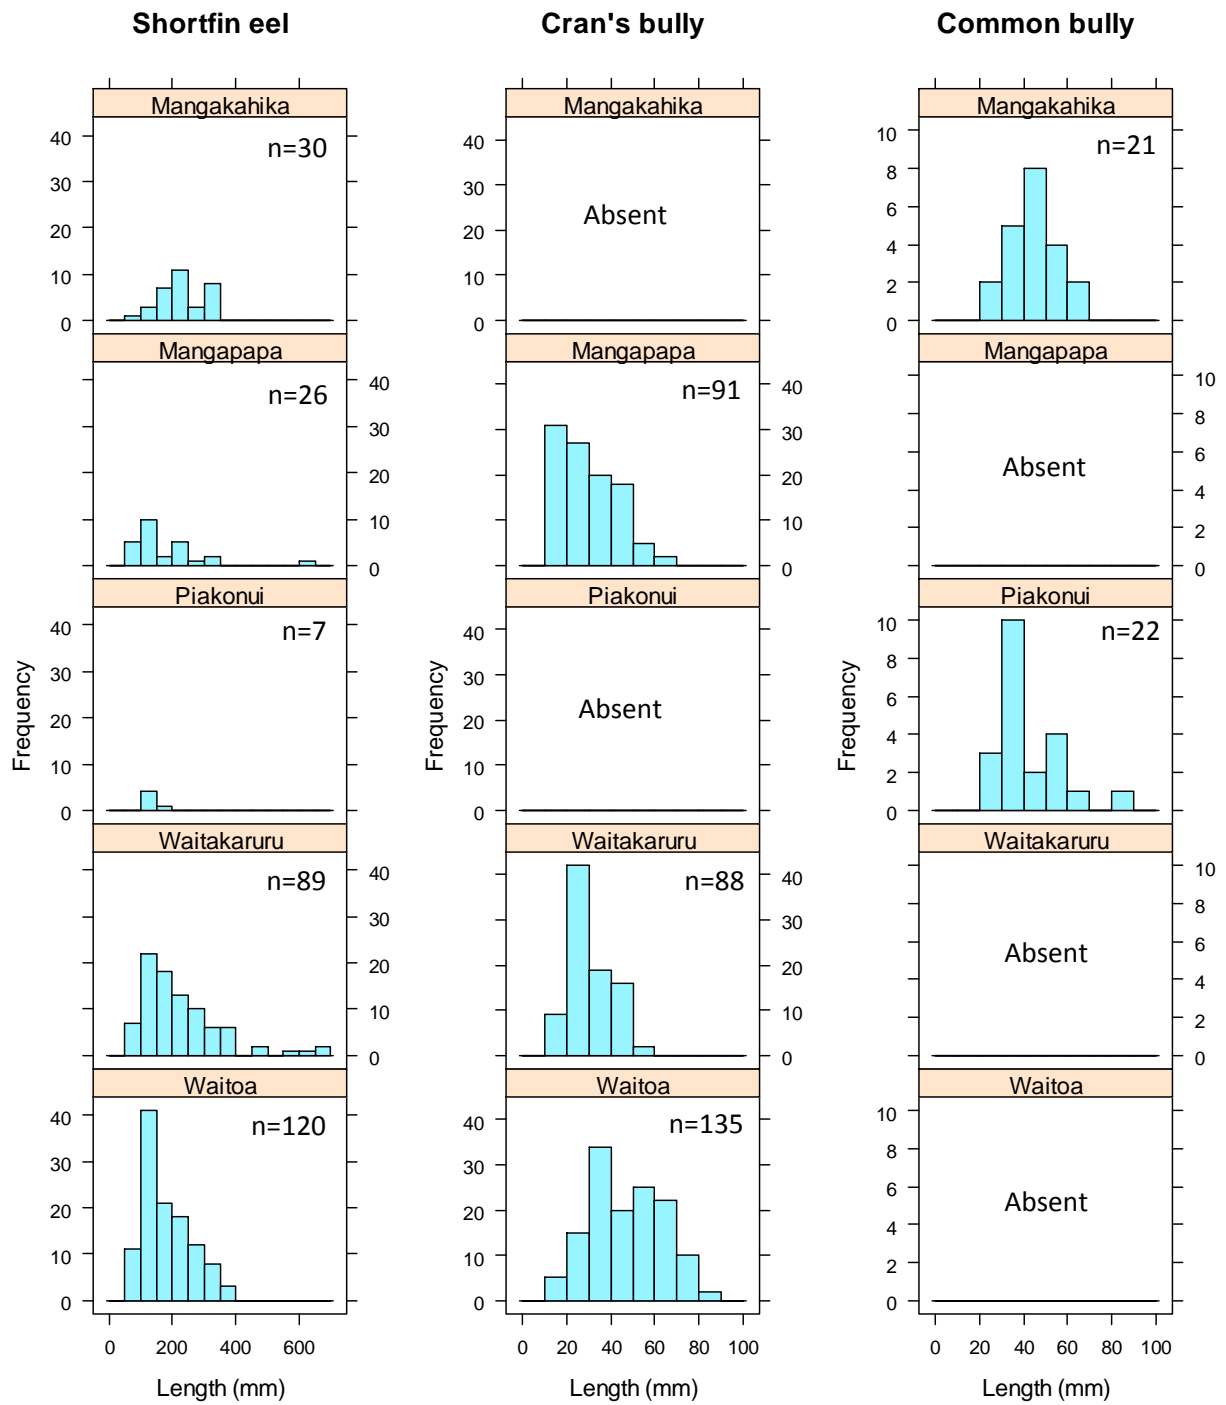 Shortfin eel
Cran's bully
Common bully
Mangakahika
40
30
20
10
0
n=30
Mangapapa
40
30
20
10
0
n=26
Piakonui
40
30
20
10
0
n=7
Waitakaruru
40
30
20
10
0
n=89
Waitoa
40
30
20
10
0
n=120
Frequency
0 200 400 600
Length (mm)
Mangakahika
40
30
20
10
0
Absent
Mangapapa
40
30
20
10
0
n=91
Piakonui
40
30
20
10
0
Absent
Waitakaruru
40
30
20
10
0
n=88
Waitoa
40
30
20
10
0
n=135
Frequency
0 20 40 60 80 100
Length (mm)
Mangakahika
10
8
6
4
2
0
n=21
Mangapapa
10
8
6
4
2
0
Absent
Piakonui
10
8
6
4
2
0
n=22
Waitakaruru
10
8
6
4
2
0
Absent
Waitoa
10
8
6
4
2
0
Absent
Frequency
0 20 40 60 80 100
Length (mm)